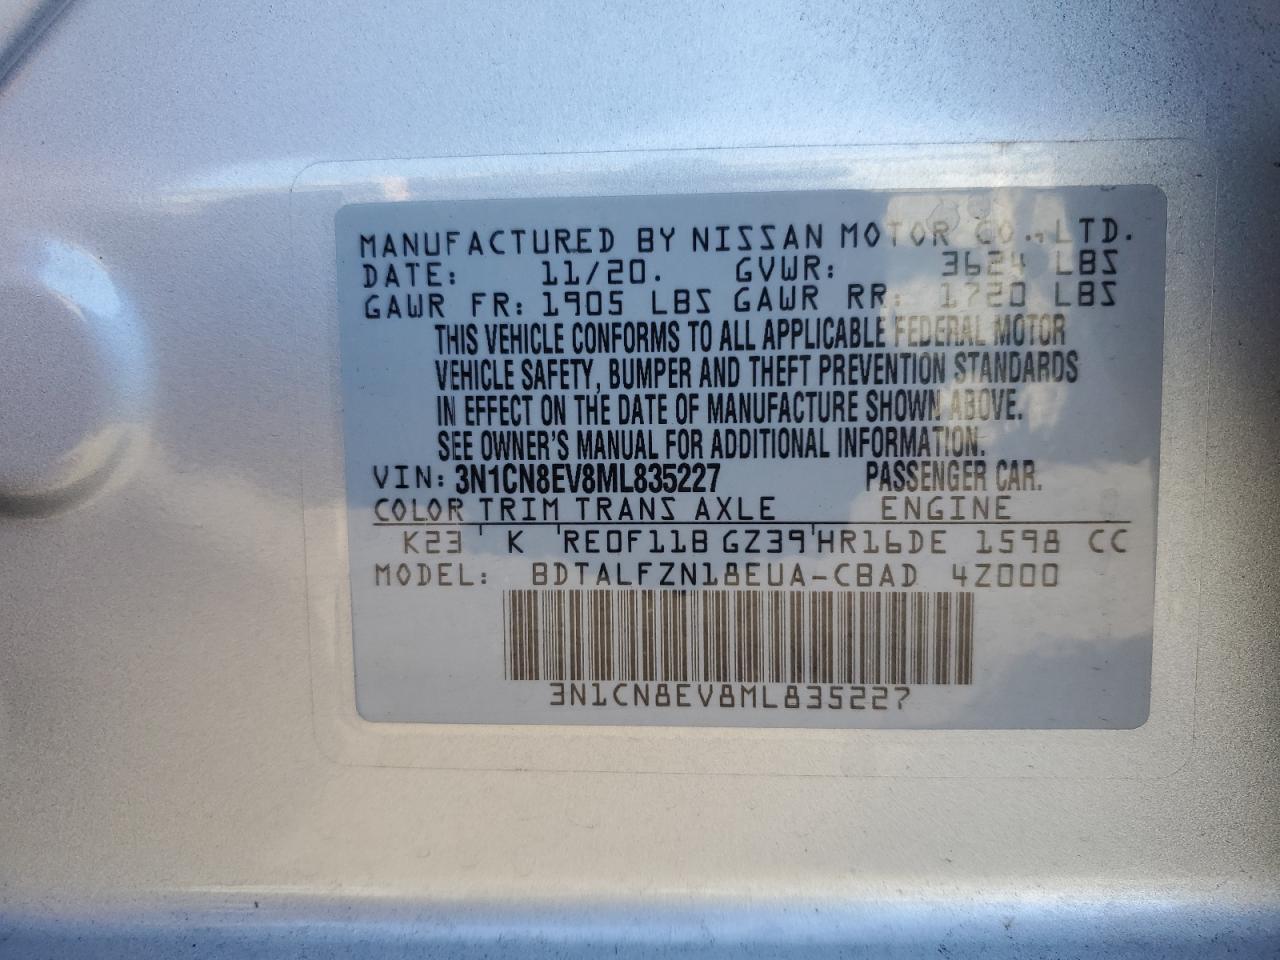 MANUFACTURED BY NISSAN MOTOR CO., LTD.
DATE: 11/20. GVWR: 3624 LBS
GAWR FR: 1905 LBS GAWR RR: 1720 LBS
THIS VEHICLE CONFORMS TO ALL APPLICABLE FEDERAL MOTOR
VEHICLE SAFETY, BUMPER AND THEFT PREVENTION STANDARDS
IN EFFECT ON THE DATE OF MANUFACTURE SHOWN ABOVE.
SEE OWNER'S MANUAL FOR ADDITIONAL INFORMATION.
VIN: 3N1CN8EV8ML835227 PASSENGER CAR.
COLOR TRIM TRANS AXLE ENGINE
K23 ' K ' RE0F11B GZ39 ' HR16DE 1598 CC
MODEL: BDTALFZN18EUA-CBAD 4Z000
3N1CN8EV8ML835227